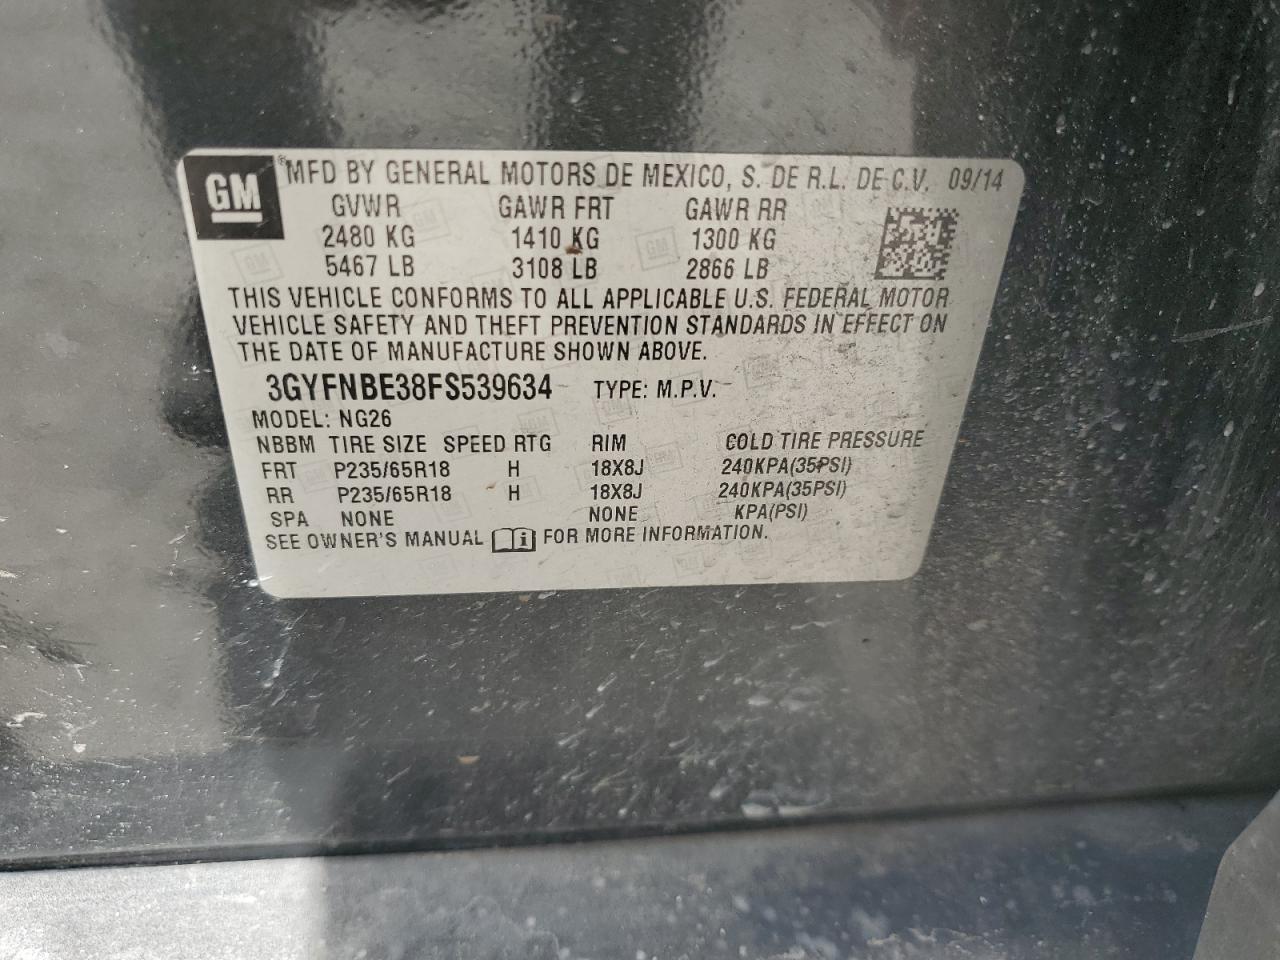 GM ® MFD BY GENERAL MOTORS DE MEXICO, S. DE R.L. DE C.V. 09/14
GVWR GAWR FRT GAWR RR
2480 KG 1410 KG 1300 KG
5467 LB 3108 LB 2866 LB
THIS VEHICLE CONFORMS TO ALL APPLICABLE U.S. FEDERAL MOTOR
VEHICLE SAFETY AND THEFT PREVENTION STANDARDS IN EFFECT ON
THE DATE OF MANUFACTURE SHOWN ABOVE.
3GYFNBE38FS539634 TYPE: M.P.V.
MODEL: NG26
NBBM TIRE SIZE SPEED RTG RIM COLD TIRE PRESSURE
FRT P235/65R18 H 18X8J 240KPA(35PSI)
RR P235/65R18 H 18X8J 240KPA(35PSI)
SPA NONE NONE KPA(PSI)
SEE OWNER'S MANUAL i FOR MORE INFORMATION.